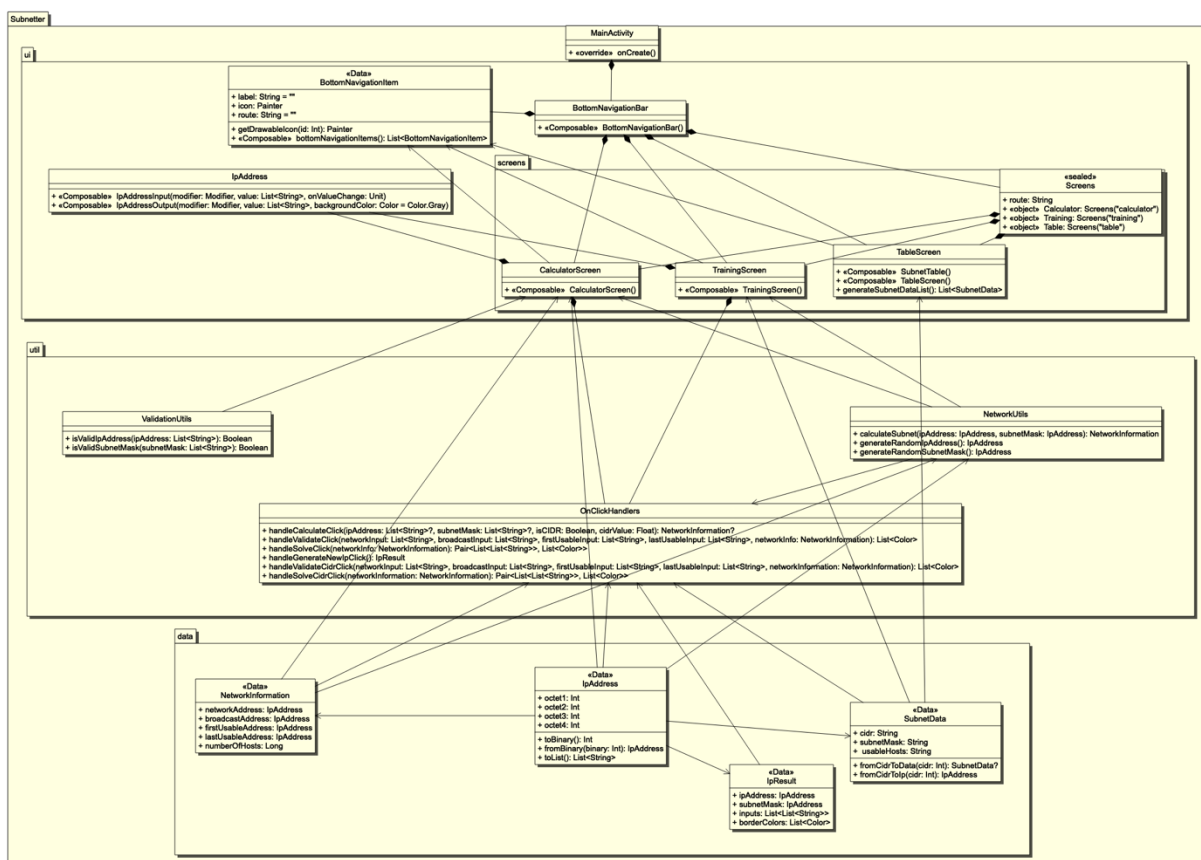 Subnetter
MainActivity
+ «override» onCreate()
ui
«Data»
BottomNavigationItem
+ label: String = ""
+ icon: Painter
+ route: String = ""
+ getDrawableIcon(id: Int): Painter
+ «Composable» bottomNavigationItems(): List<BottomNavigationItem>
BottomNavigationBar
+ «Composable» BottomNavigationBar()
IpAddress
+ «Composable» IpAddressInput(modifier: Modifier, value: List<String>, onValueChange: Unit)
+ «Composable» IpAddressOutput(modifier: Modifier, value: List<String>, backgroundColor: Color = Color.Gray)
screens
«sealed»
Screens
+ route: String
+ «object» Calculator: Screens("calculator")
+ «object» Training: Screens("training")
+ «object» Table: Screens("table")
CalculatorScreen
+ «Composable» CalculatorScreen()
TrainingScreen
+ «Composable» TrainingScreen()
TableScreen
+ «Composable» SubnetTable()
+ «Composable» TableScreen()
+ generateSubnetDataList(): List<SubnetData>
util
ValidationUtils
+ isValidIpAddress(ipAddress: List<String>): Boolean
+ isValidSubnetMask(subnetMask: List<String>): Boolean
NetworkUtils
+ calculateSubnet(ipAddress: IpAddress, subnetMask: IpAddress): NetworkInformation
+ generateRandomIpAddress(): IpAddress
+ generateRandomSubnetMask(): IpAddress
OnClickHandlers
+ handleCalculateClick(ipAddress: List<String>?, subnetMask: List<String>?, isCIDR: Boolean, cidrValue: Float): NetworkInformation?
+ handleValidateClick(networkInput: List<String>, broadcastInput: List<String>, firstUsableInput: List<String>, lastUsableInput: List<String>, networkInfo: NetworkInformation): List<Color>
+ handleSolveClick(networkInfo: NetworkInformation): Pair<List<List<String>>, List<Color>>
+ handleGenerateNewIpClick(): IpResult
+ handleValidateCidrClick(networkInput: List<String>, broadcastInput: List<String>, firstUsableInput: List<String>, lastUsableInput: List<String>, networkInformation: NetworkInformation): List<Color>
+ handleSolveCidrClick(networkInformation: NetworkInformation): Pair<List<List<String>>, List<Color>>
data
«Data»
NetworkInformation
+ networkAddress: IpAddress
+ broadcastAddress: IpAddress
+ firstUsableAddress: IpAddress
+ lastUsableAddress: IpAddress
+ numberOfHosts: Long
«Data»
IpAddress
+ octet1: Int
+ octet2: Int
+ octet3: Int
+ octet4: Int
+ toBinary(): Int
+ fromBinary(binary: Int): IpAddress
+ toList(): List<String>
«Data»
SubnetData
+ cidr: String
+ subnetMask: String
+ usableHosts: String
+ fromCidrToData(cidr: Int): SubnetData?
+ fromCidrToIp(cidr: Int): IpAddress
«Data»
IpResult
+ ipAddress: IpAddress
+ subnetMask: IpAddress
+ inputs: List<List<String>>
+ borderColors: List<Color>